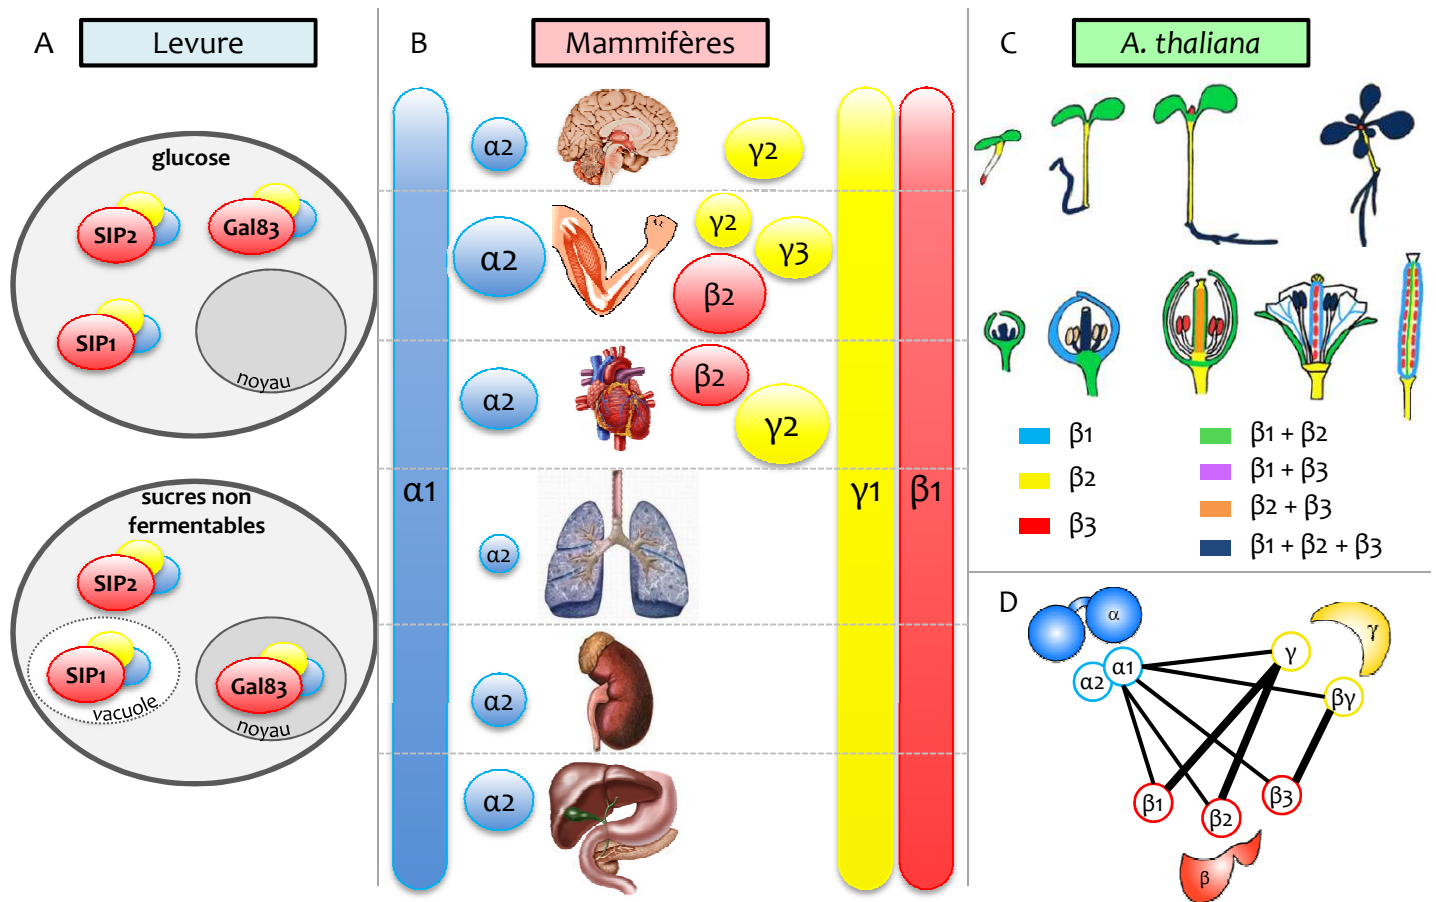 A
Levure
glucose
SIP2
Gal83
SIP1
noyau
sucres non
fermentables
SIP2
SIP1
vacuole
Gal83
noyau
B
Mammifères
α1
γ1
β1
α2
γ2
α2
γ2
γ3
β2
α2
β2
γ2
α2
α2
α2
C
A. thaliana
β1
β2
β3
β1 + β2
β1 + β3
β2 + β3
β1 + β2 + β3
D
α
γ
γ
α1
α2
βγ
β1
β2
β3
β